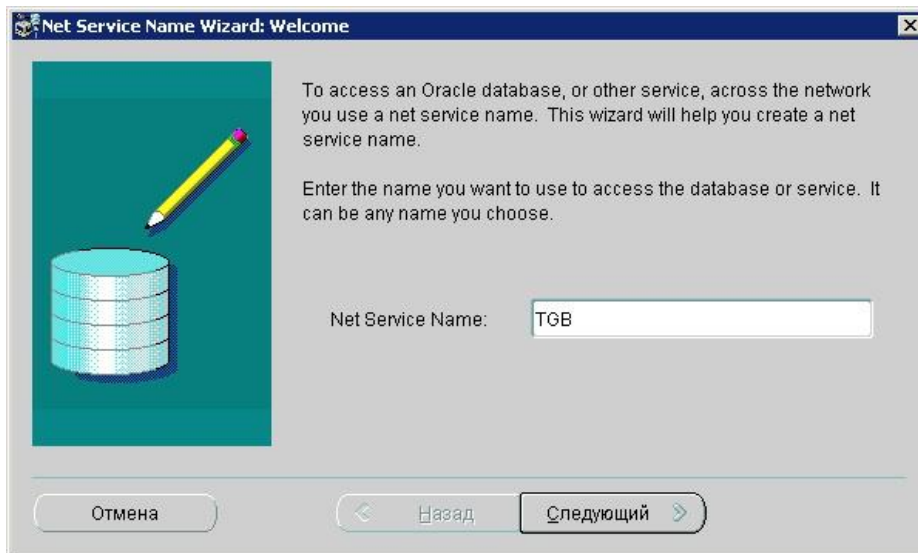 Net Service Name Wizard: Welcome
To access an Oracle database, or other service, across the network
you use a net service name. This wizard will help you create a net
service name.
Enter the name you want to use to access the database or service. It
can be any name you choose.
Net Service Name: TGB
Отмена Назад Следующий